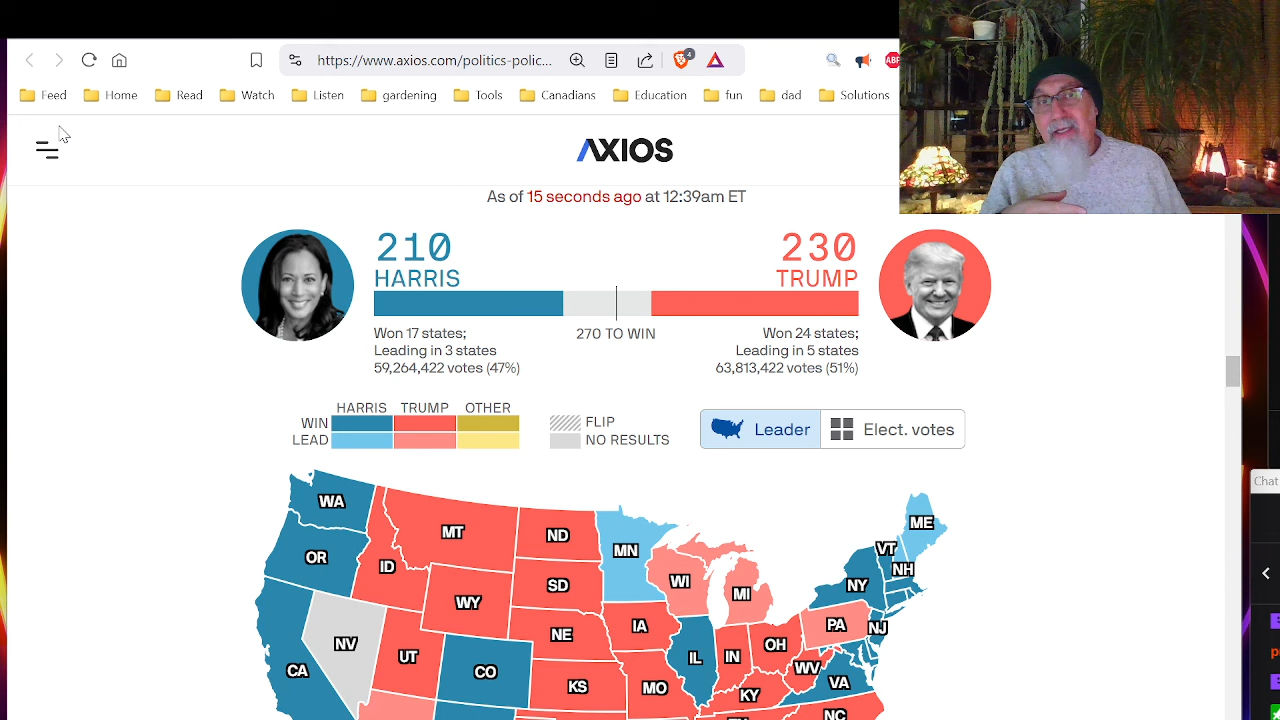 https://www.axios.com/politics-polic...
4
ABP
Feed
Home
Read
Watch
Listen
gardening
Tools
Canadians
Education
fun
dad
Solutions
AXIOS
As of 15 seconds ago at 12:39am ET
210
HARRIS
230
TRUMP
Won 17 states;
Leading in 3 states
59,264,422 votes (47%)
270 TO WIN
Won 24 states;
Leading in 5 states
63,813,422 votes (51%)
HARRIS TRUMP OTHER
WIN
LEAD
FLIP
NO RESULTS
Leader
Elect. votes
Chat
WA
MT
ND
MN
ME
OR
ID
SD
WI
MI
VT
NH
NY
WY
NV
UT
NE
IA
PA
NJ
CA
CO
KS
MO
IL
IN
OH
WV
KY
VA
NC